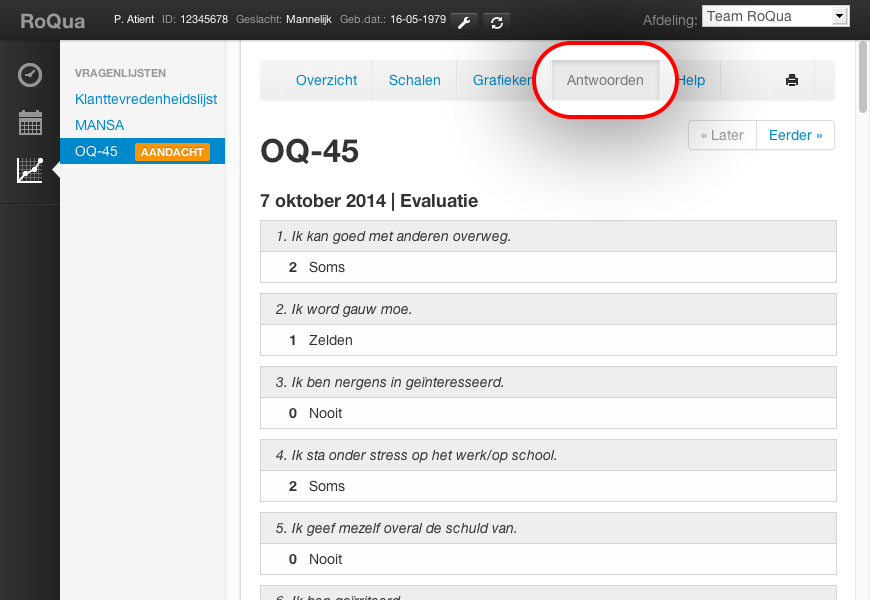 RoQua P. Atient ID: 12345678 Geslacht: Mannelijk Geb.dat.: 16-05-1979 Afdeling: Team RoQua
VRAGENLIJSTEN
Klanttevredenheidslijst
MANSA
OQ-45 AANDACHT
Overzicht Schalen Grafieken Antwoorden Help
OQ-45
« Later Eerder »
7 oktober 2014 | Evaluatie
1. Ik kan goed met anderen overweg.
2 Soms
2. Ik word gauw moe.
1 Zelden
3. Ik ben nergens in geïnteresseerd.
0 Nooit
4. Ik sta onder stress op het werk/op school.
2 Soms
5. Ik geef mezelf overal de schuld van.
0 Nooit
6. Ik ben geïrriteerd.